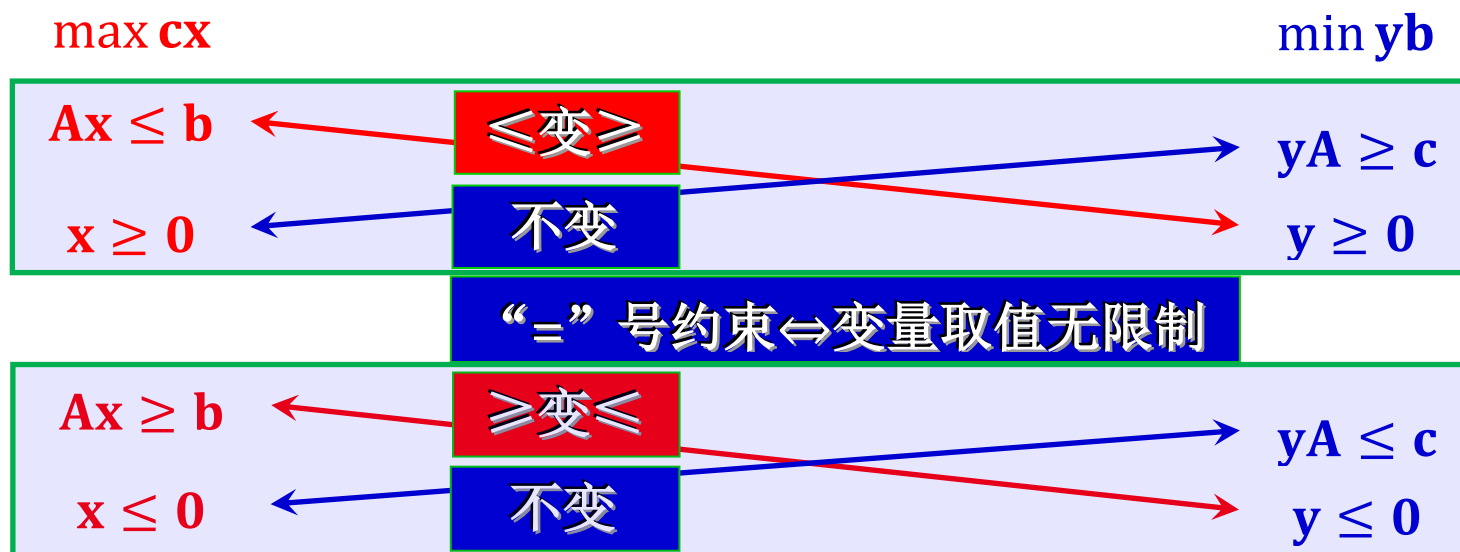 max cx
min yb
Ax ≤ b
≤变≥
yA ≥ c
x ≥ 0
不变
y ≥ 0
“=”号约束⇔变量取值无限制
Ax ≥ b
≥变≤
yA ≤ c
x ≤ 0
不变
y ≤ 0